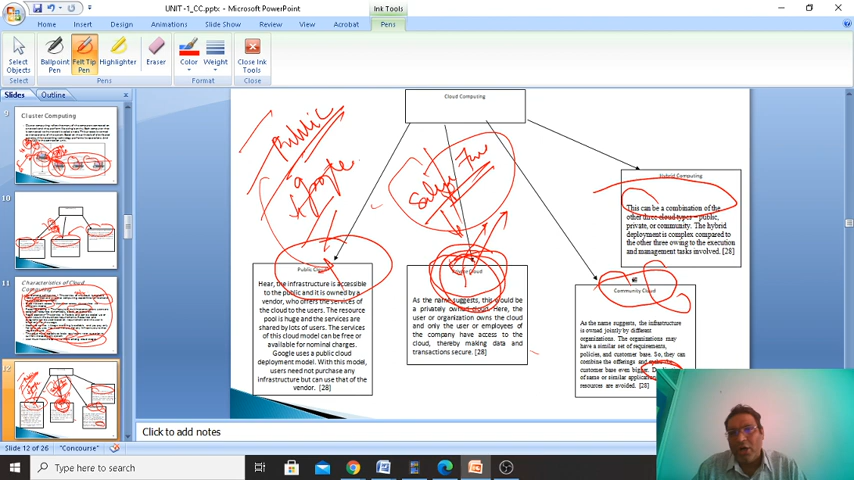 UNIT -1_CC.pptx - Microsoft PowerPoint
Ink Tools
Home
Insert
Design
Animations
Slide Show
Review
View
Acrobat
Pens
Select
Objects
Ballpoint
Pen
Felt Tip
Pen
Highlighter
Eraser
Color
Weight
Close Ink
Tools
Select
Pens
Format
Close
Slides
Outline
9
Cluster Computing
10
11
Characteristics of Cloud
Computing
12
Cloud Computing
Public
Google
Hybrid Computing
This can be a combination of the
other three cloud types – public,
private, or community. The hybrid
deployment is complex compared to
the other three owing to the execution
and management tasks involved. [28]
Public Cloud
Hear, the infrastructure is accessible
to the public and it is owned by a
vendor, who offers the services of
the cloud to the users. The resource
pool is huge and the services are
shared by lots of users. The services
of this cloud model can be free or
available for nominal charges.
Google uses a public cloud
deployment model. With this model,
users need not purchase any
infrastructure but can use that of the
vendor. [28]
Cloud
As the name suggests, this would be
a privately owned cloud. Here, the
user or organization owns the cloud
and only the user or employees of
the company have access to the
cloud, thereby making data and
transactions secure. [28]
Community Cloud
As the name suggests, the infrastructure
is owned jointly by different
organizations. The organizations may
have a similar set of requirements,
policies, and customer base. So, they can
combine the offerings and
customer base even bigger.
of same or similar
resources are avoided. [28]
Click to add notes
Slide 12 of 26
"Concourse"
Type here to search